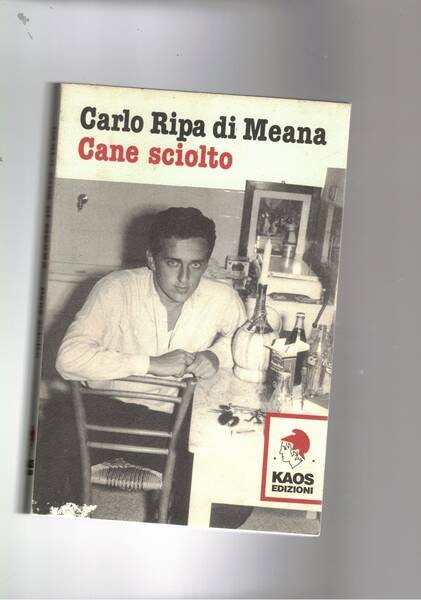 Carlo Ripa di Meana
Cane sciolto
KAOS
EDIZIONI